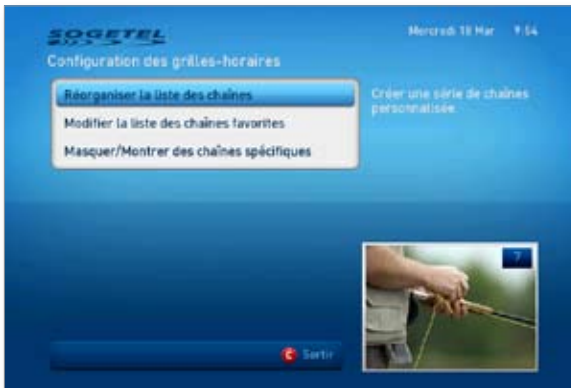 SOGETEL
Mercredi 18 Mar 9:54
Configuration des grilles-horaires
Réorganiser la liste des chaînes
Modifier la liste des chaînes favorites
Masquer/Montrer des chaînes spécifiques
Créer une série de chaînes
personnalisée
7
C Sortir